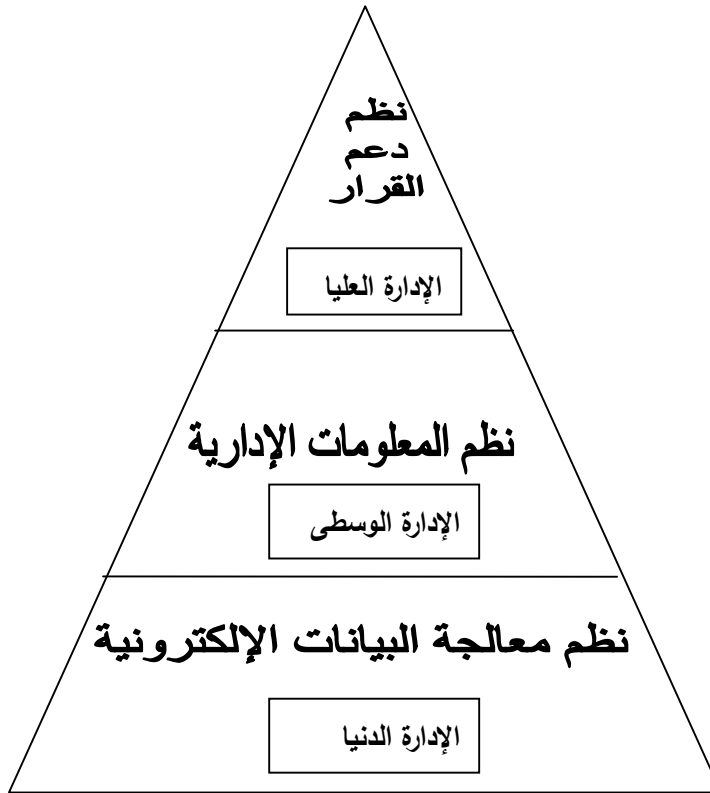 نظم
دعم
القرار
الإدارة العليا
نظم المعلومات الإدارية
الإدارة الوسطى
نظم معالجة البيانات الإلكترونية
الإدارة الدنيا